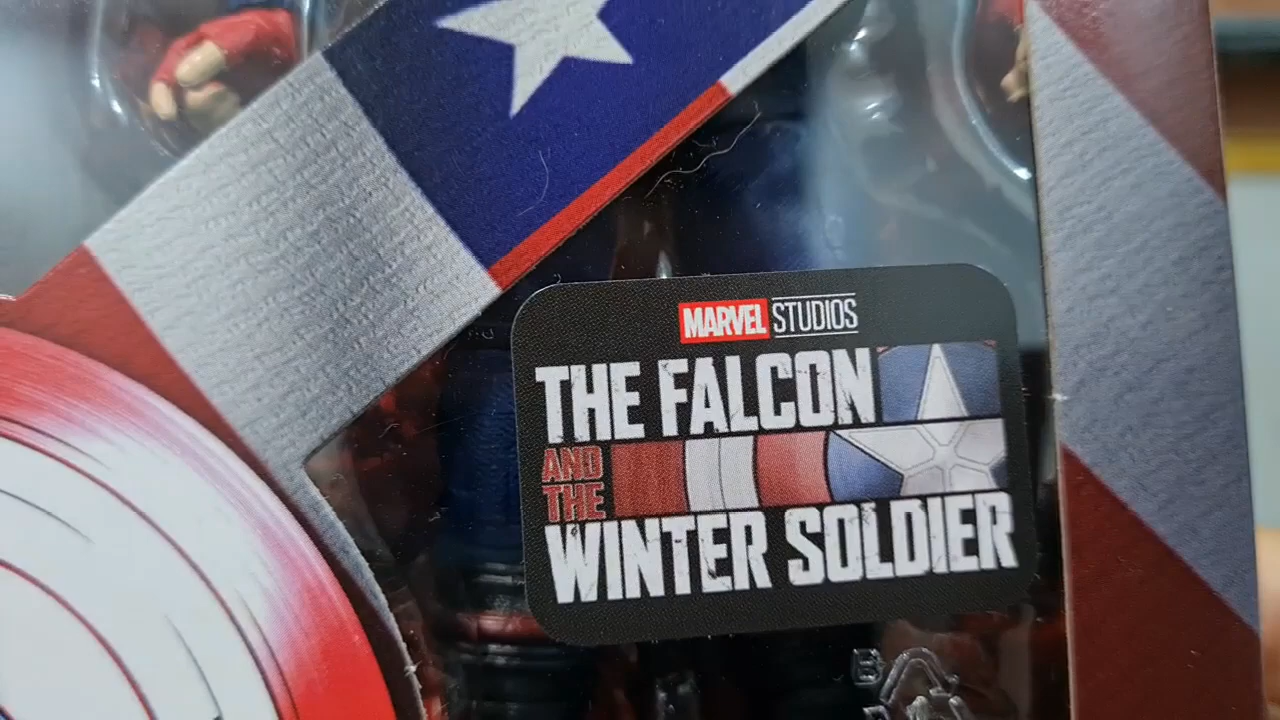 MARVEL STUDIOS
THE FALCON
AND
THE
WINTER SOLDIER